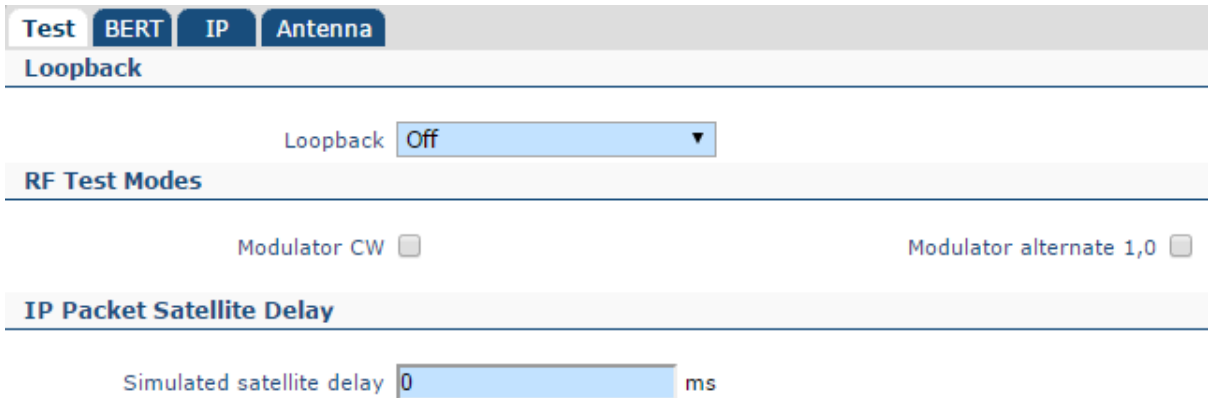 Test BERT IP Antenna
Loopback
Loopback Off
RF Test Modes
Modulator CW Modulator alternate 1,0
IP Packet Satellite Delay
Simulated satellite delay 0 ms